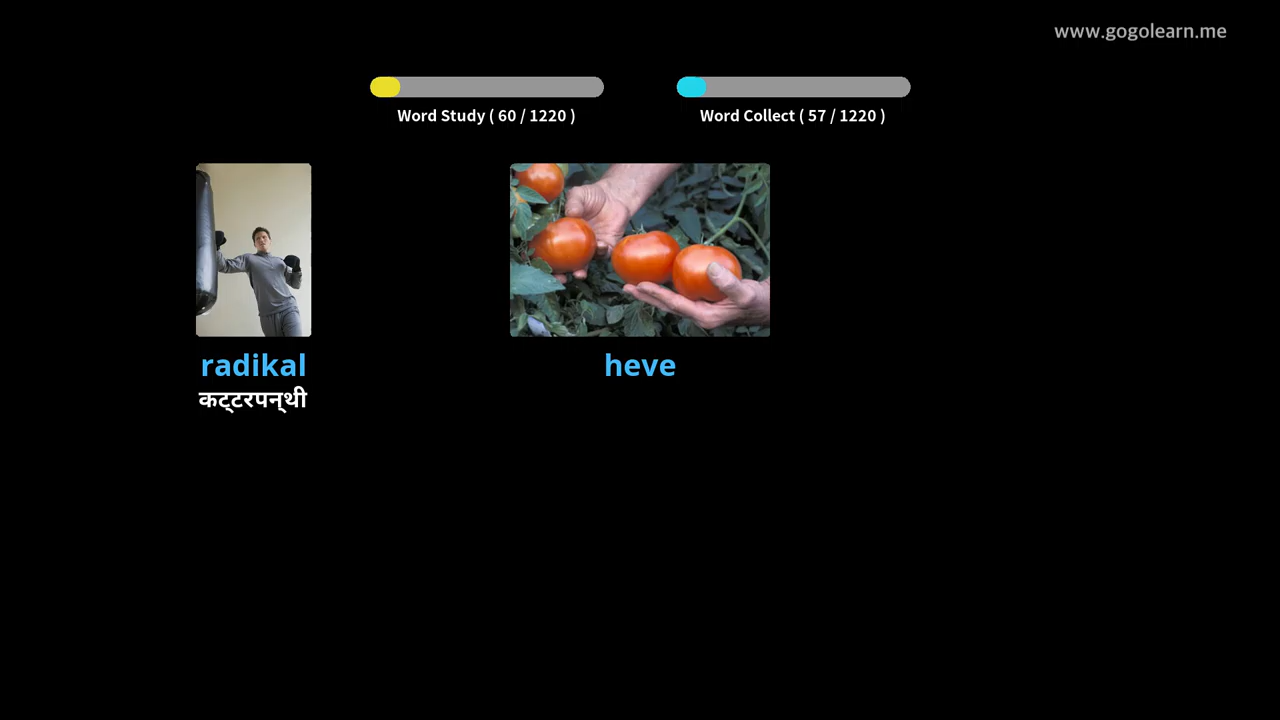 www.gogolearn.me
Word Study ( 60 / 1220 )
Word Collect ( 57 / 1220 )
radikal
heve
कट्टरपन्थी